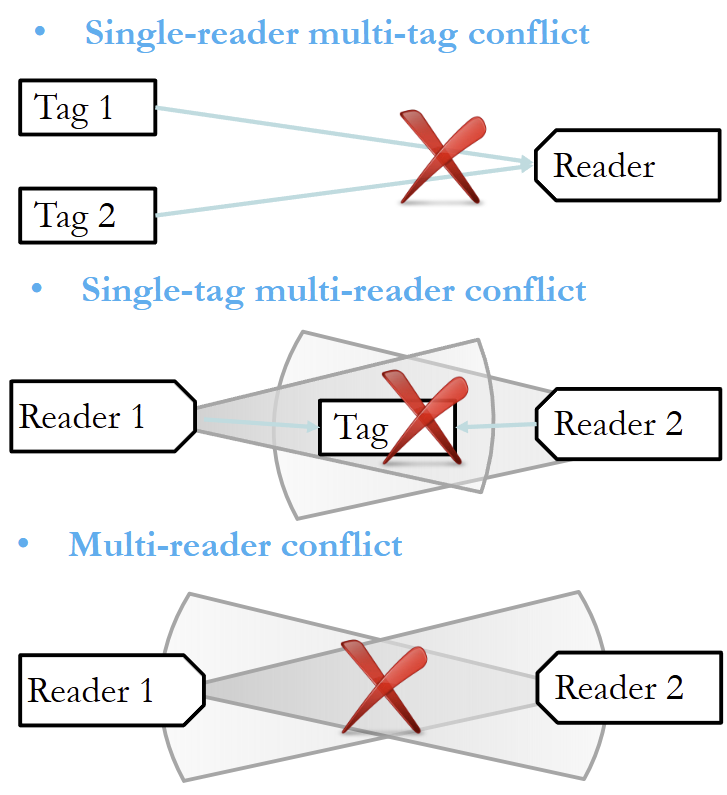 • Single-reader multi-tag conflict
Tag 1
Reader
Tag 2
• Single-tag multi-reader conflict
Reader 1
Tag
Reader 2
• Multi-reader conflict
Reader 1
Reader 2